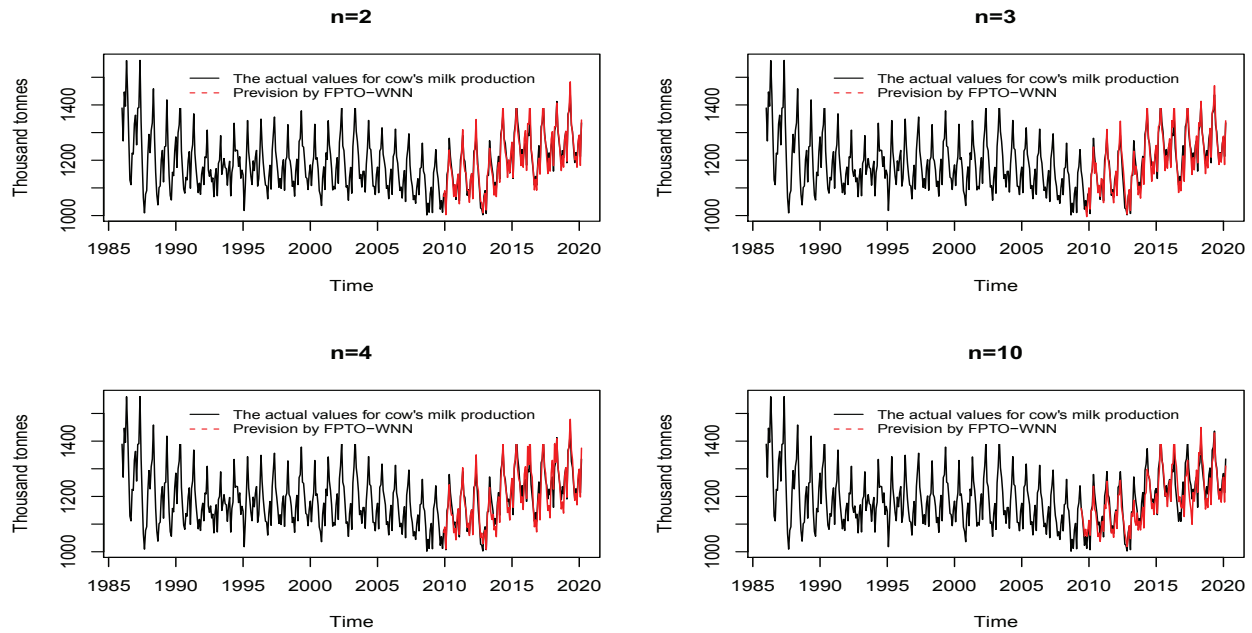 n=2
The actual values for cow's milk production
Prevision by FPTO−WNN
Thousand tonnes
1000 1200 1400
1985 1990 1995 2000 2005 2010 2015 2020
Time
n=3
The actual values for cow's milk production
Prevision by FPTO−WNN
Thousand tonnes
1000 1200 1400
1985 1990 1995 2000 2005 2010 2015 2020
Time
n=4
The actual values for cow's milk production
Prevision by FPTO−WNN
Thousand tonnes
1000 1200 1400
1985 1990 1995 2000 2005 2010 2015 2020
Time
n=10
The actual values for cow's milk production
Prevision by FPTO−WNN
Thousand tonnes
1000 1200 1400
1985 1990 1995 2000 2005 2010 2015 2020
Time